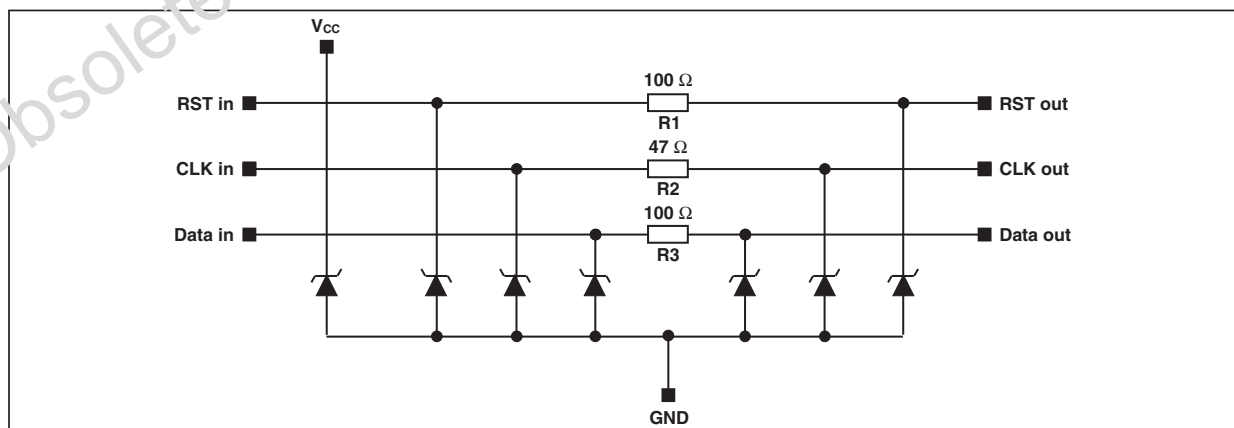 Obsolete
VCC
100 Ω
RST in
RST out
R1
47 Ω
CLK in
CLK out
R2
100 Ω
Data in
Data out
R3
GND